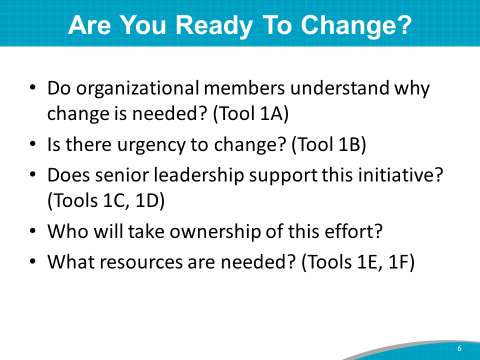 Are You Ready To Change?
• Do organizational members understand why
change is needed? (Tool 1A)
• Is there urgency to change? (Tool 1B)
• Does senior leadership support this initiative?
(Tools 1C, 1D)
• Who will take ownership of this effort?
• What resources are needed? (Tools 1E, 1F)
6